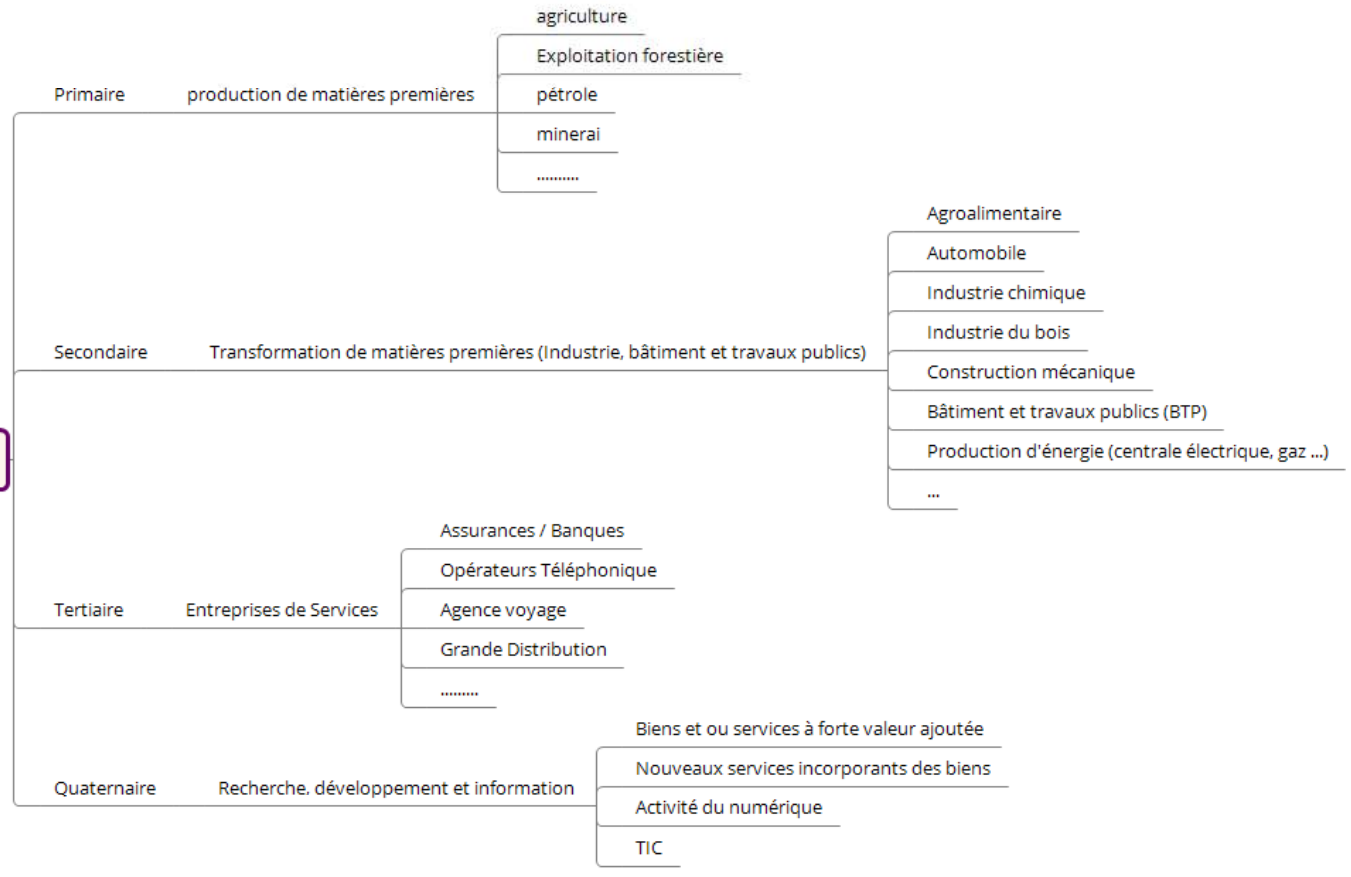 Primaire
production de matières premières
agriculture
Exploitation forestière
pétrole
minerai
..........
Secondaire
Transformation de matières premières (Industrie, bâtiment et travaux publics)
Agroalimentaire
Automobile
Industrie chimique
Industrie du bois
Construction mécanique
Bâtiment et travaux publics (BTP)
Production d'énergie (centrale électrique, gaz ...)
...
Tertiaire
Entreprises de Services
Assurances / Banques
Opérateurs Téléphonique
Agence voyage
Grande Distribution
.........
Quaternaire
Recherche, développement et information
Biens et ou services à forte valeur ajoutée
Nouveaux services incorporants des biens
Activité du numérique
TIC